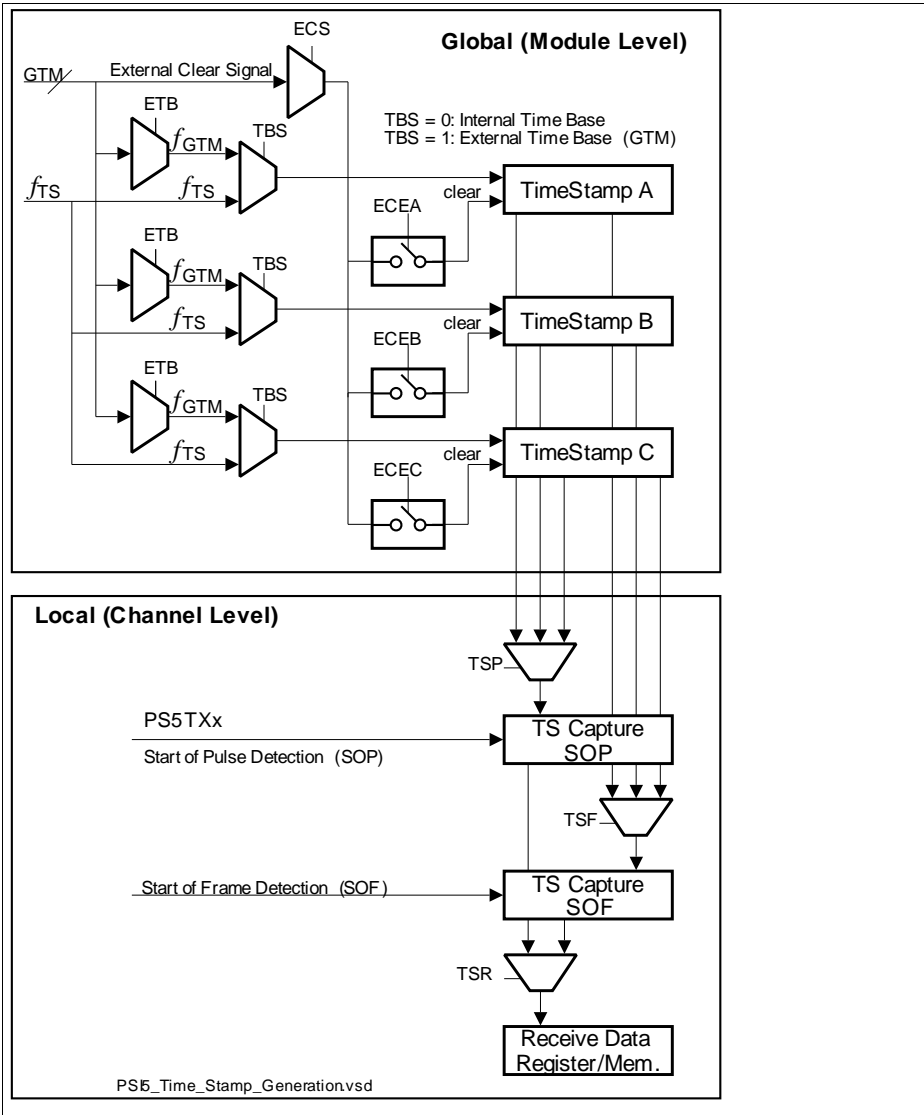 ECS
Global (Module Level)
GTM
External Clear Signal
ETB
fGTM
TBS
TBS = 0: Internal Time Base
TBS = 1: External Time Base (GTM)
fTS
fTS
clear
TimeStamp A
ECEA
ETB
fGTM
TBS
fTS
clear
TimeStamp B
ECEB
ETB
fGTM
TBS
fTS
clear
TimeStamp C
ECEC
Local (Channel Level)
TSP
PS5TXx
Start of Pulse Detection (SOP)
TS Capture
SOP
TSF
Start of Frame Detection (SOF)
TS Capture
SOF
TSR
Receive Data
Register/Mem.
PSI5_Time_Stamp_Generation.vsd